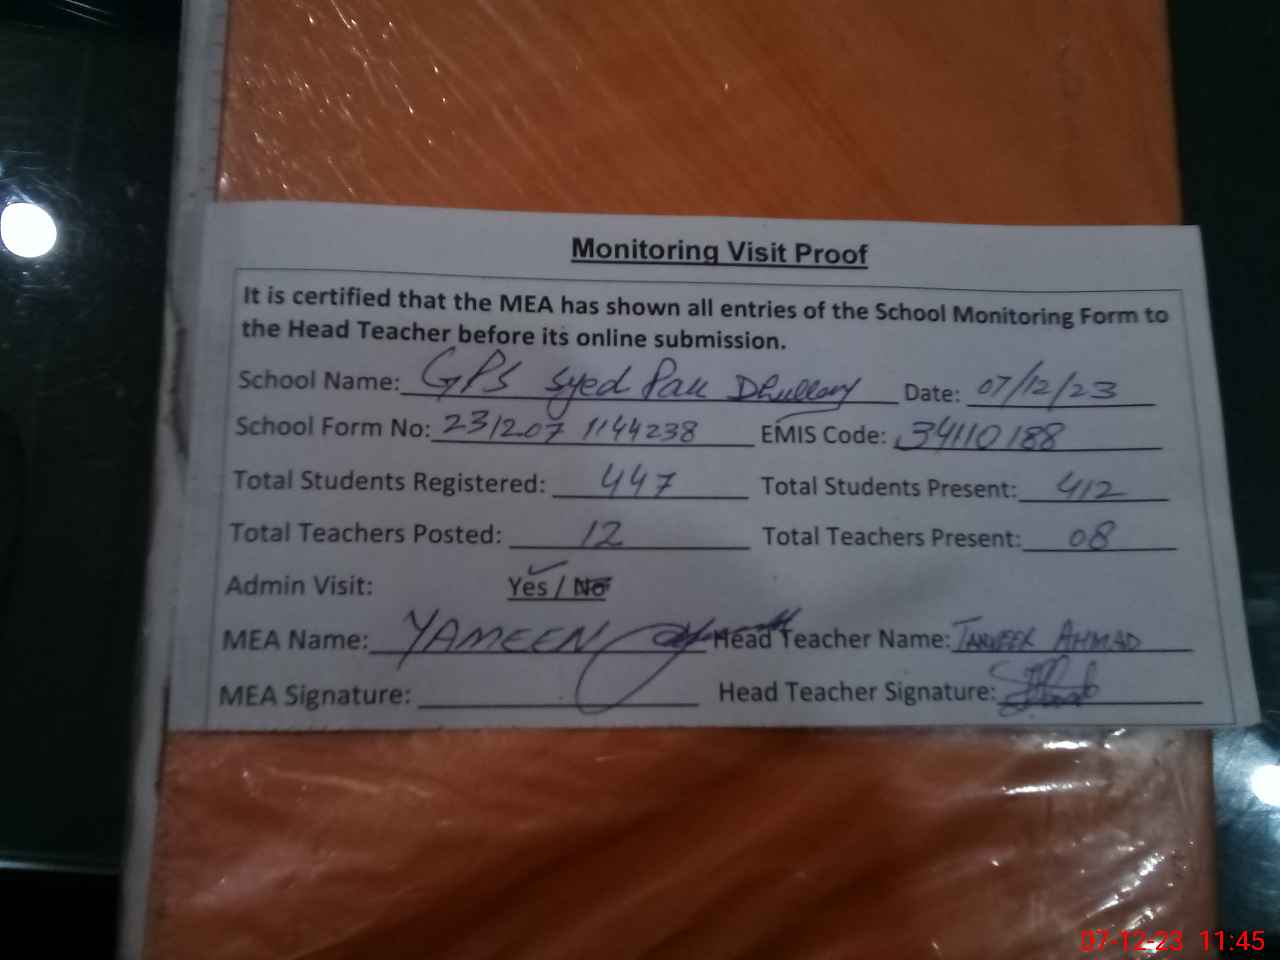 Monitoring Visit Proof
It is certified that the MEA has shown all entries of the School Monitoring Form to
the Head Teacher before its online submission.
School Name: GPS Syed Pau Dhullary Date: 07/12/23
School Form No: 231207 1144238 EMIS Code: 34110188
Total Students Registered: 447 Total Students Present: 412
Total Teachers Posted: 12 Total Teachers Present: 08
Admin Visit: Yes / No
MEA Name: YAMEEN Head Teacher Name: TANVEER AHMAD
MEA Signature: Head Teacher Signature:
07-12-23 11:45